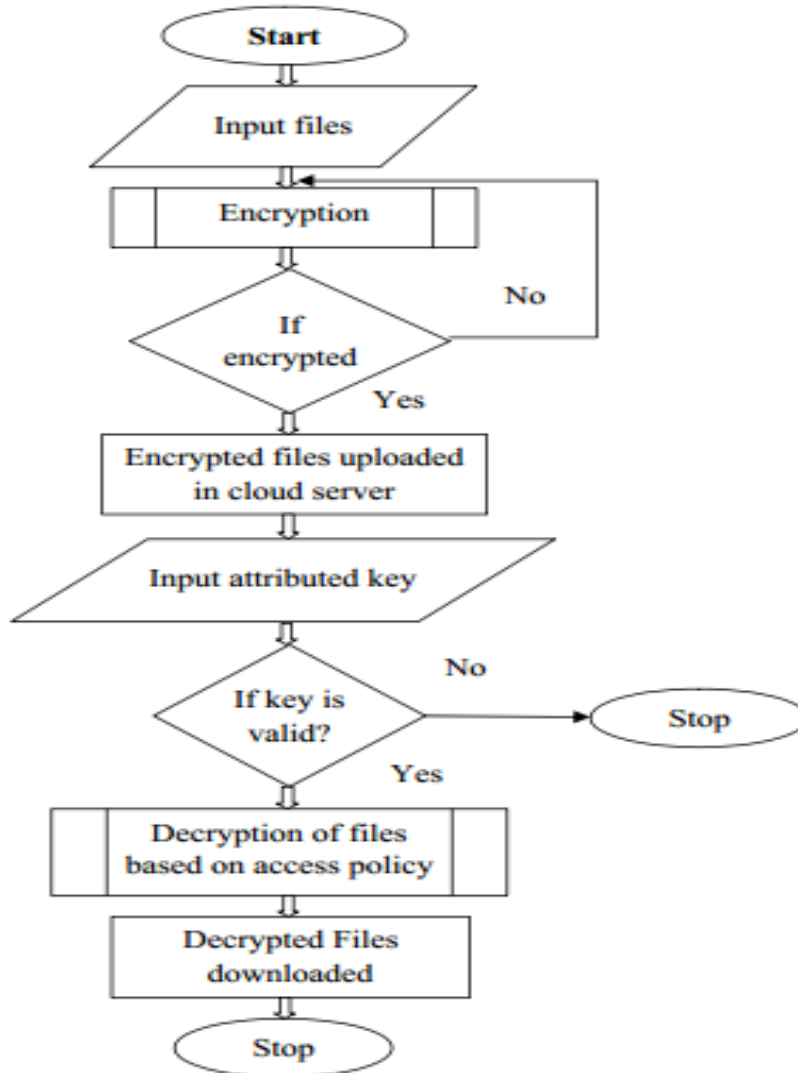 Start
Input files
Encryption
No
If
encrypted
Yes
Encrypted files uploaded
in cloud server
Input attributed key
No
If key is
valid?
Stop
Yes
Decryption of files
based on access policy
Decrypted Files
downloaded
Stop